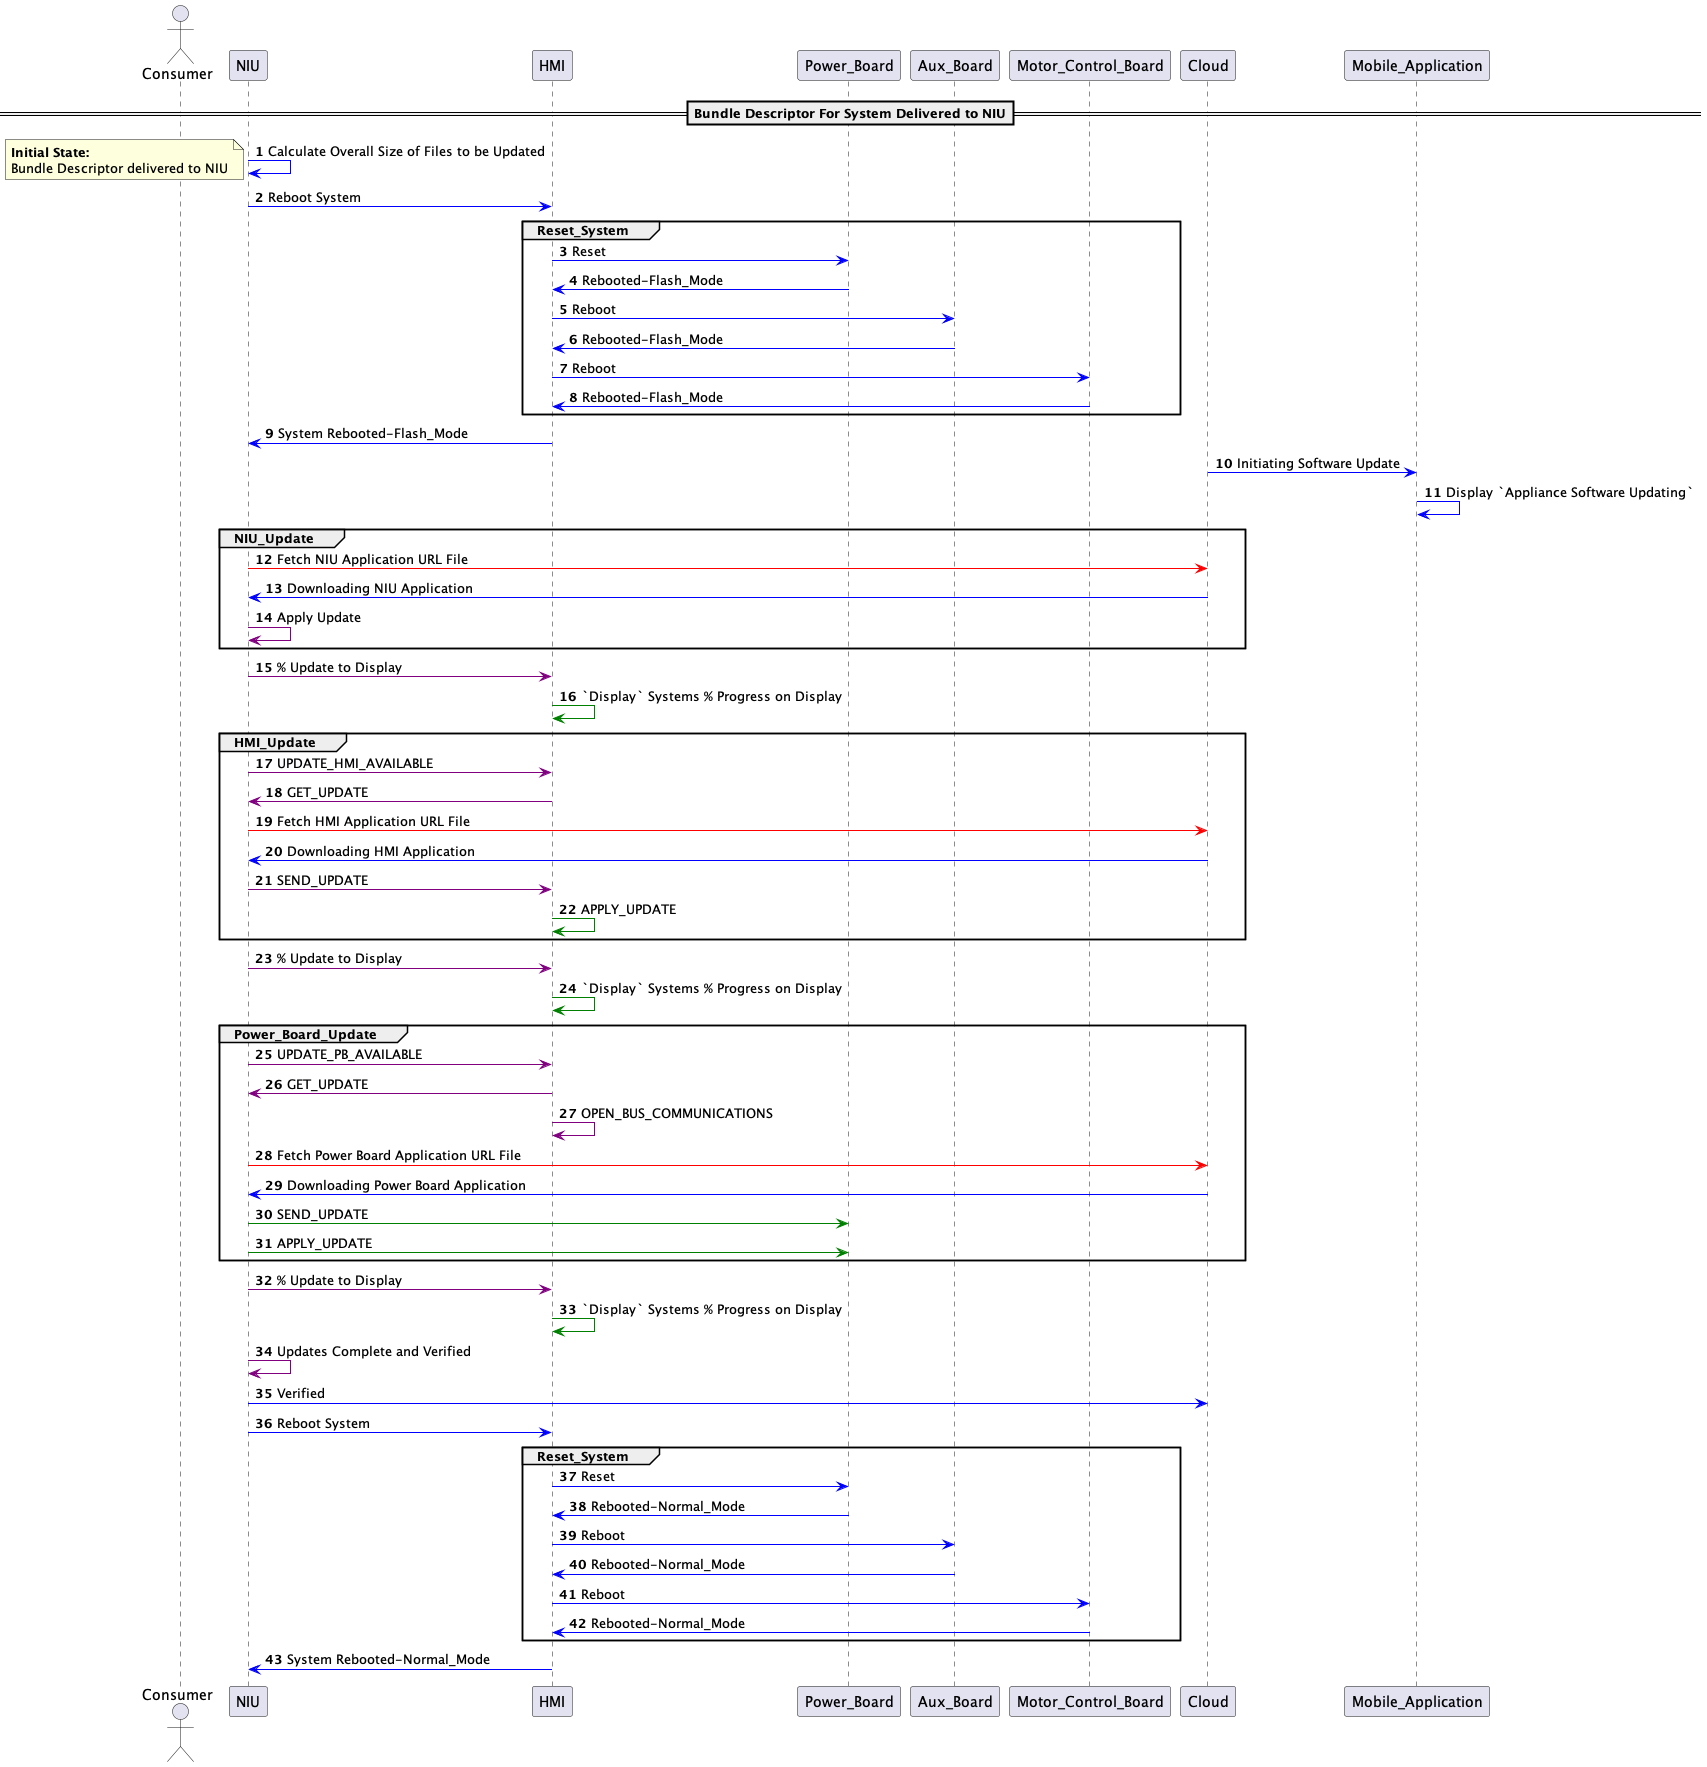 Consumer
NIU
HMI
Power_Board
Aux_Board
Motor_Control_Board
Cloud
Mobile_Application
Bundle Descriptor For System Delivered to NIU
Initial State:
Bundle Descriptor delivered to NIU
1 Calculate Overall Size of Files to be Updated
2 Reboot System
Reset_System
3 Reset
4 Rebooted-Flash_Mode
5 Reboot
6 Rebooted-Flash_Mode
7 Reboot
8 Rebooted-Flash_Mode
9 System Rebooted-Flash_Mode
10 Initiating Software Update
11 Display `Appliance Software Updating`
NIU_Update
12 Fetch NIU Application URL File
13 Downloading NIU Application
14 Apply Update
15 % Update to Display
16 `Display` Systems % Progress on Display
HMI_Update
17 UPDATE_HMI_AVAILABLE
18 GET_UPDATE
19 Fetch HMI Application URL File
20 Downloading HMI Application
21 SEND_UPDATE
22 APPLY_UPDATE
23 % Update to Display
24 `Display` Systems % Progress on Display
Power_Board_Update
25 UPDATE_PB_AVAILABLE
26 GET_UPDATE
27 OPEN_BUS_COMMUNICATIONS
28 Fetch Power Board Application URL File
29 Downloading Power Board Application
30 SEND_UPDATE
31 APPLY_UPDATE
32 % Update to Display
33 `Display` Systems % Progress on Display
34 Updates Complete and Verified
35 Verified
36 Reboot System
Reset_System
37 Reset
38 Rebooted-Normal_Mode
39 Reboot
40 Rebooted-Normal_Mode
41 Reboot
42 Rebooted-Normal_Mode
43 System Rebooted-Normal_Mode
Consumer
NIU
HMI
Power_Board
Aux_Board
Motor_Control_Board
Cloud
Mobile_Application